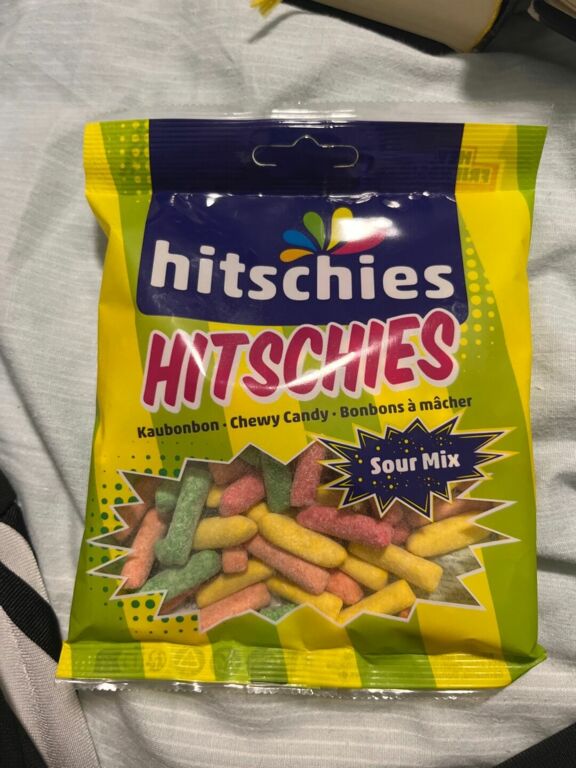 hitschies
HITSCHIES
Kaubonbon · Chewy Candy · Bonbons à mâcher
Sour Mix